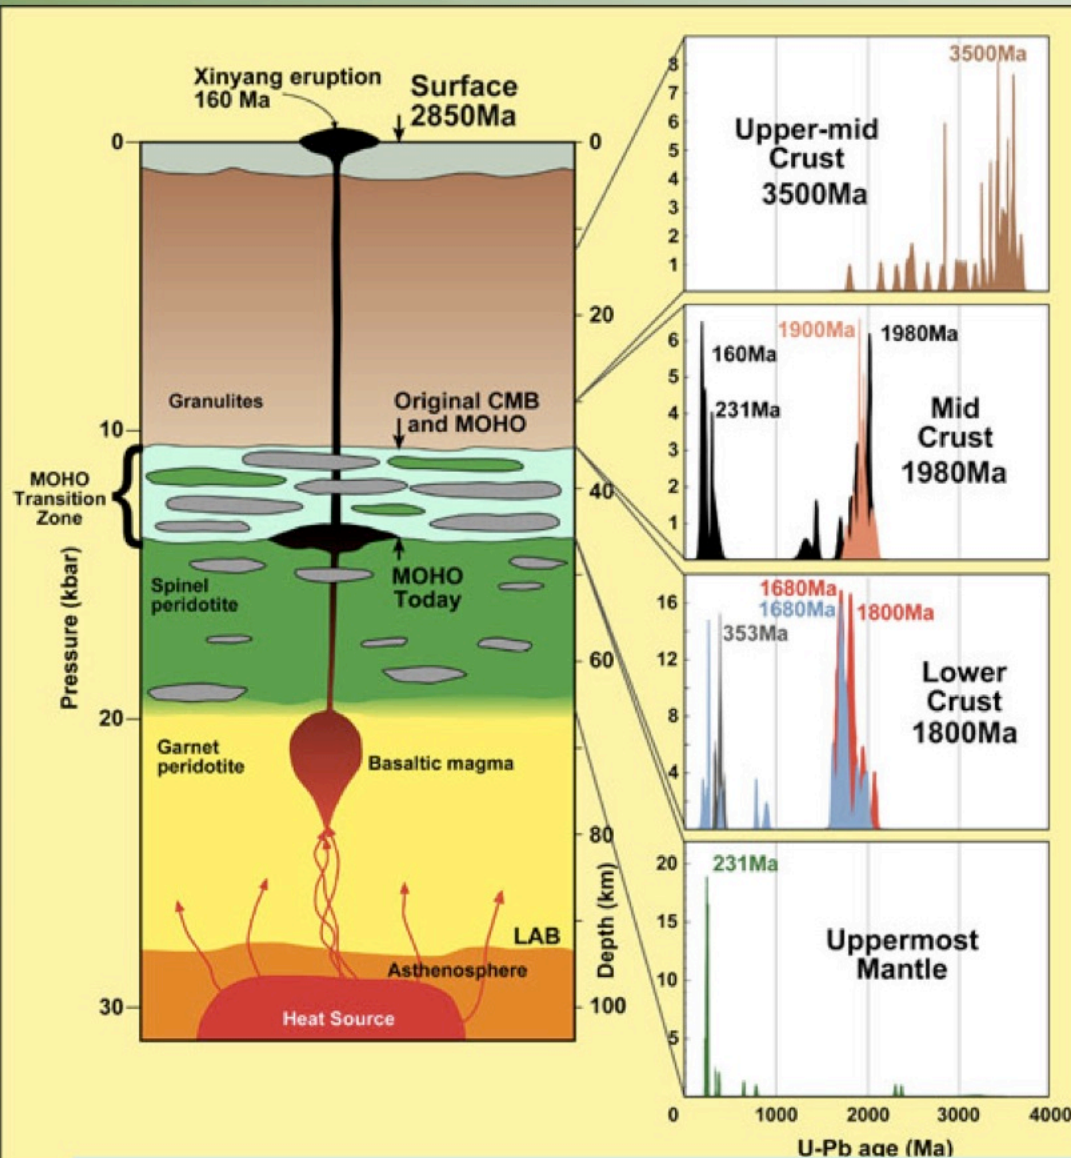 Xinyang eruption
160 Ma
Surface
2850Ma
0
0
20
Granulites
Original CMB
and MOHO
10
MOHO
Transition
Zone
40
MOHO
Today
Spinel
peridotite
Pressure (kbar)
60
20
Garnet
peridotite
Basaltic magma
80
Depth (km)
LAB
Asthenosphere
30
100
Heat Source
3500Ma
8
7
6
5
4
3
2
1
Upper-mid
Crust
3500Ma
6
5
4
3
2
1
1900Ma
1980Ma
160Ma
231Ma
Mid
Crust
1980Ma
16
12
8
4
1680Ma
1680Ma
1800Ma
353Ma
Lower
Crust
1800Ma
20
15
10
5
231Ma
Uppermost
Mantle
0 1000 2000 3000 4000
U-Pb age (Ma)